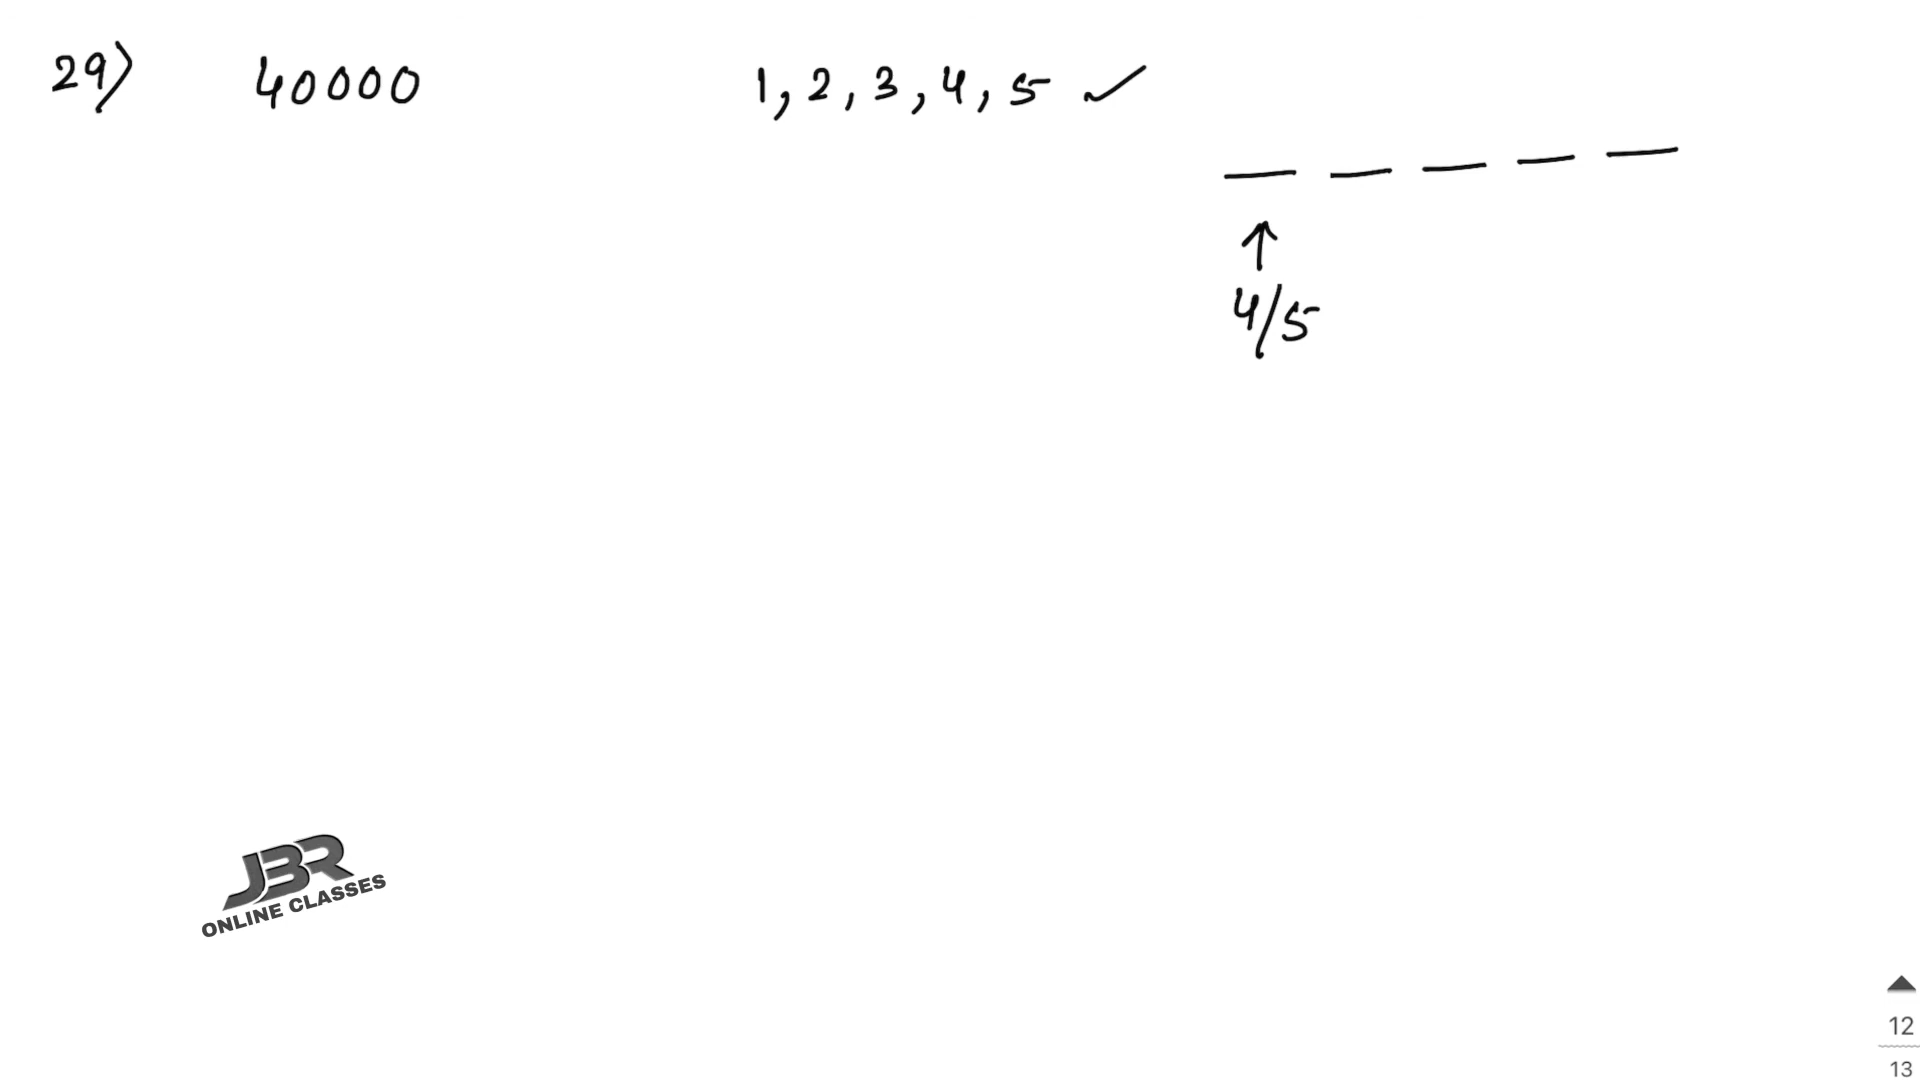 29) 40000 1, 2, 3, 4, 5 ✓
_ _ _ _ _
↑
4/5
JBR
ONLINE CLASSES
12
13